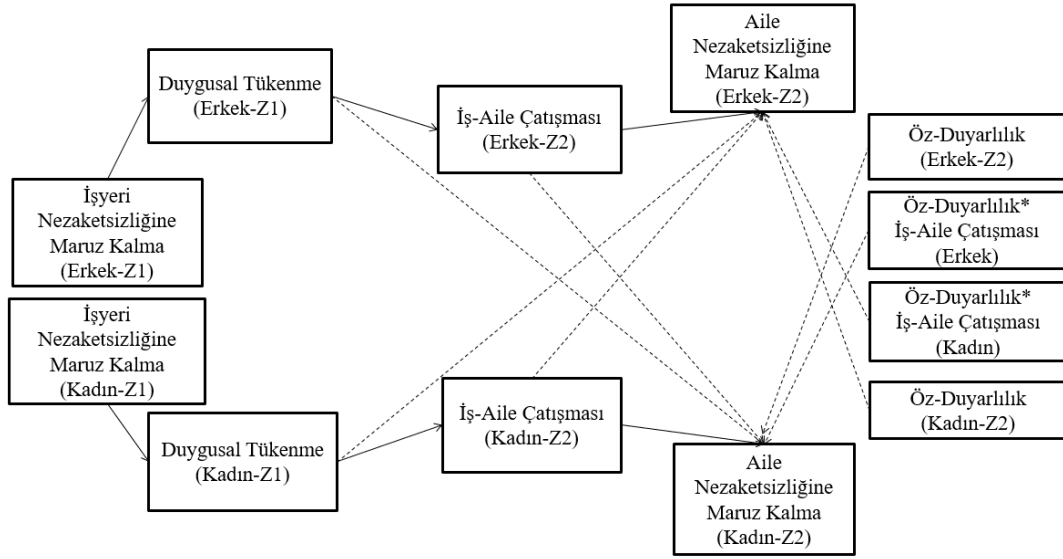 Aile
Nezaketsizliğine
Maruz Kalma
(Erkek-Z2)
Duygusal Tükenme
(Erkek-Z1)
İş-Aile Çatışması
(Erkek-Z2)
Öz-Duyarlılık
(Erkek-Z2)
İşyeri
Nezaketsizliğine
Maruz Kalma
(Erkek-Z1)
Öz-Duyarlılık*
İş-Aile Çatışması
(Erkek)
İşyeri
Nezaketsizliğine
Maruz Kalma
(Kadın-Z1)
Öz-Duyarlılık*
İş-Aile Çatışması
(Kadın)
İş-Aile Çatışması
(Kadın-Z2)
Öz-Duyarlılık
(Kadın-Z2)
Duygusal Tükenme
(Kadın-Z1)
Aile
Nezaketsizliğine
Maruz Kalma
(Kadın-Z2)